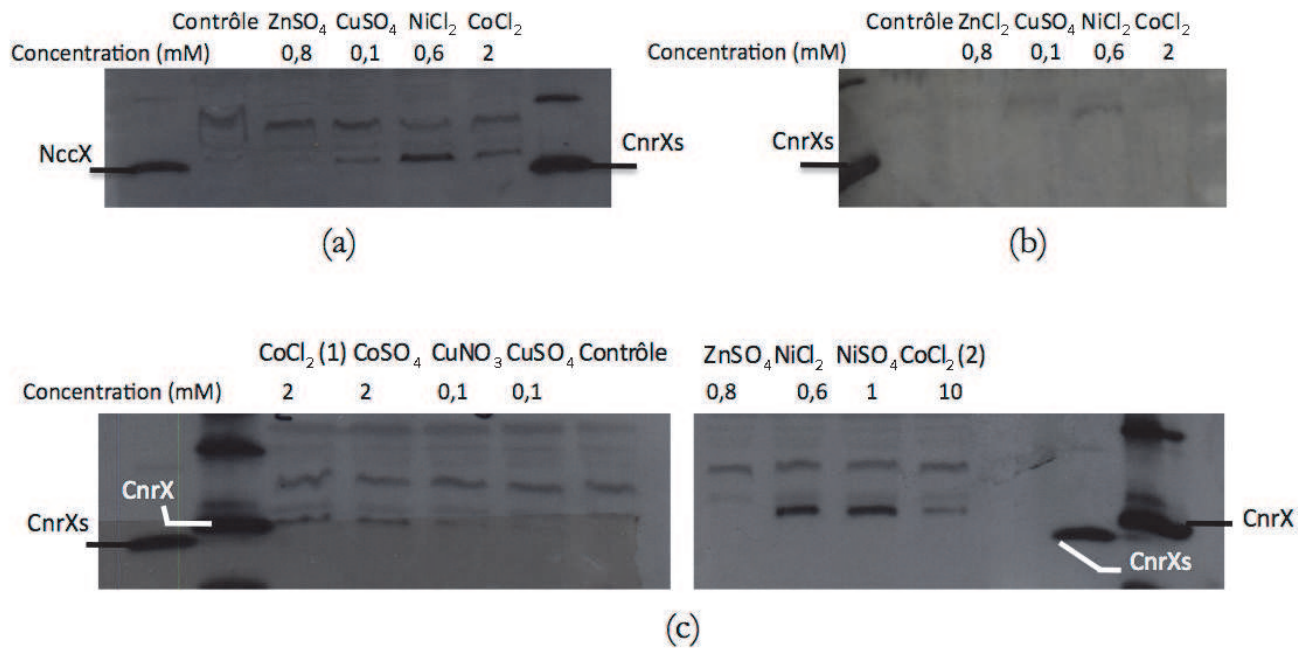 Contrôle ZnSO4 CuSO4 NiCl2 CoCl2
Concentration (mM) 0,8 0,1 0,6 2
NccX
CnrXs
(a)
Contrôle ZnCl2 CuSO4 NiCl2 CoCl2
Concentration (mM) 0,8 0,1 0,6 2
CnrXs
(b)
CoCl2 (1) CoSO4 CuNO3 CuSO4 Contrôle
Concentration (mM) 2 2 0,1 0,1
CnrX
CnrXs
ZnSO4 NiCl2 NiSO4 CoCl2 (2)
0,8 0,6 1 10
CnrX
CnrXs
(c)